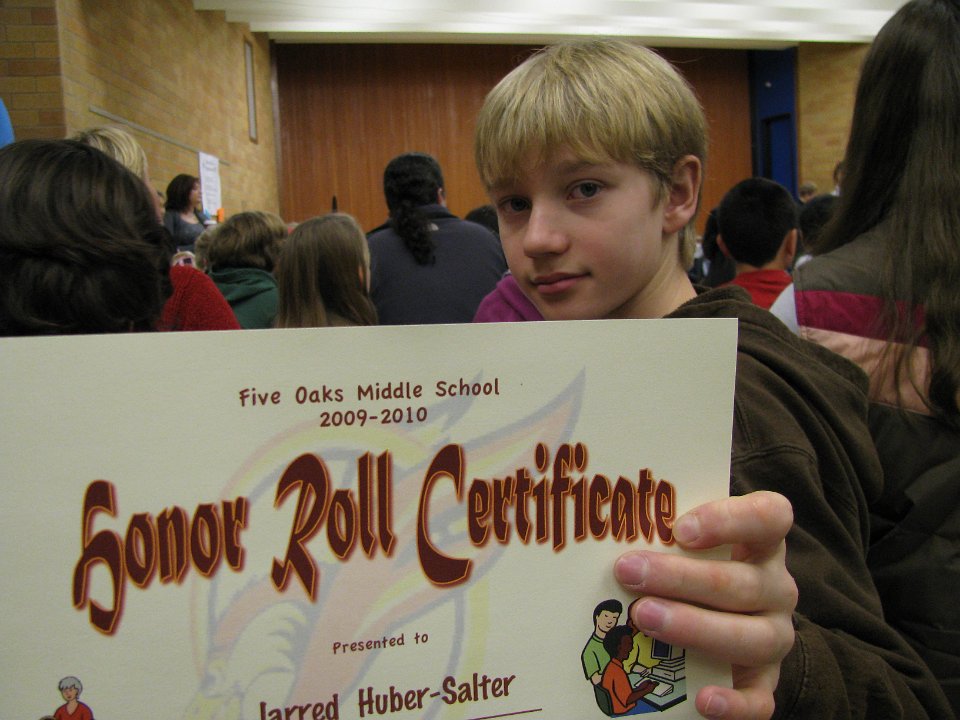 Five Oaks Middle School
2009-2010
Honor Roll Certificate
Presented to
Jarred Huber-Salter